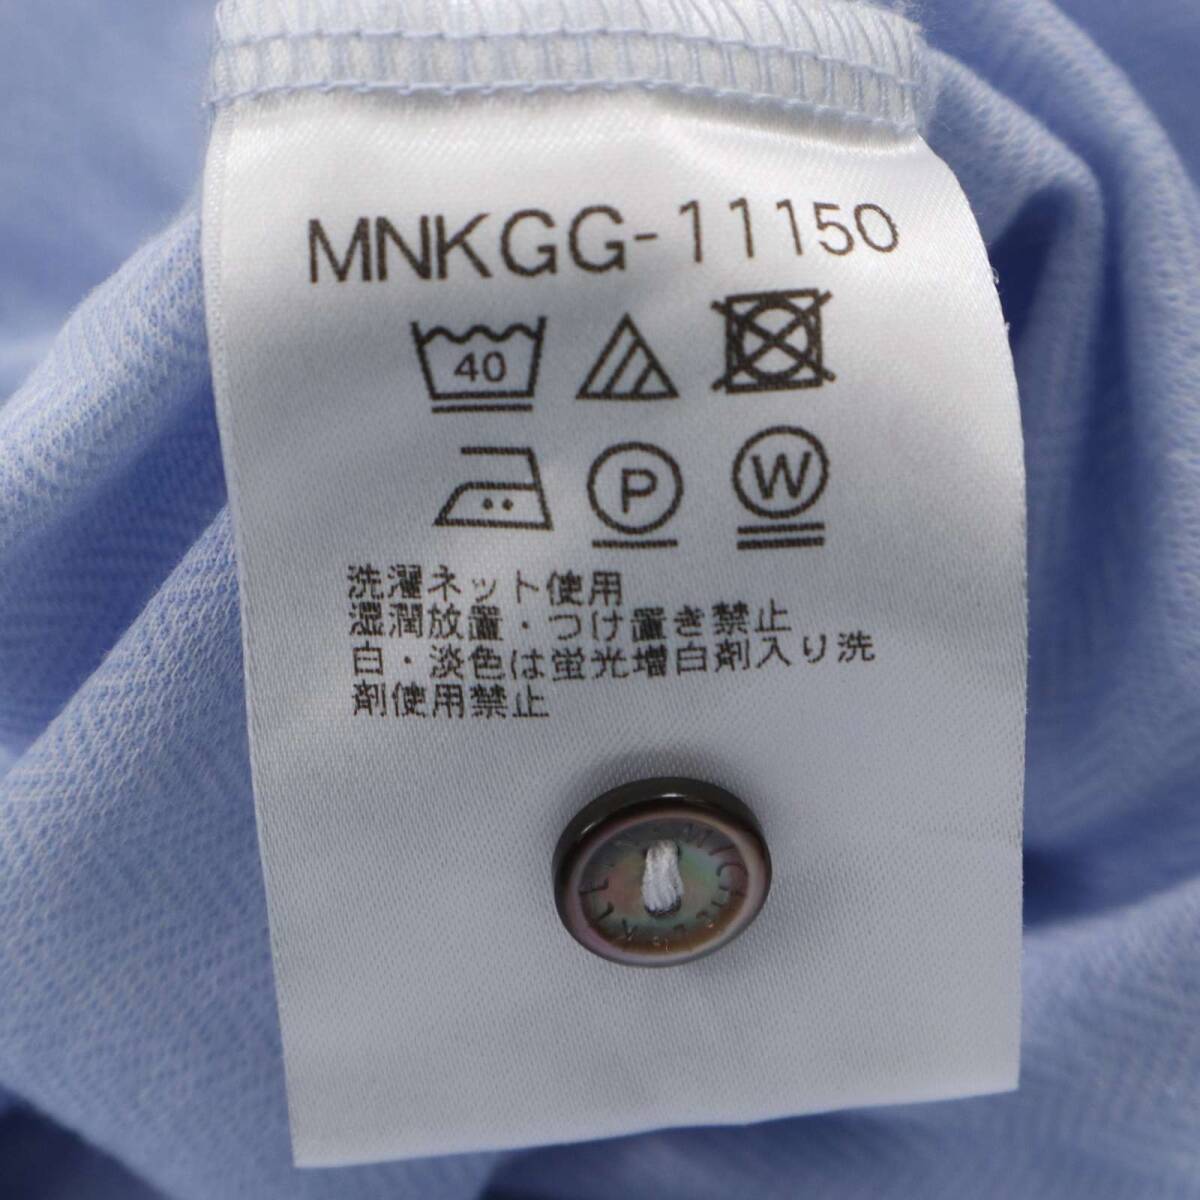 MNKGG-11150
40
P
W
洗濯ネット使用
湿潤放置・つけ置き禁止
白・淡色は蛍光増白剤入り洗
剤使用禁止